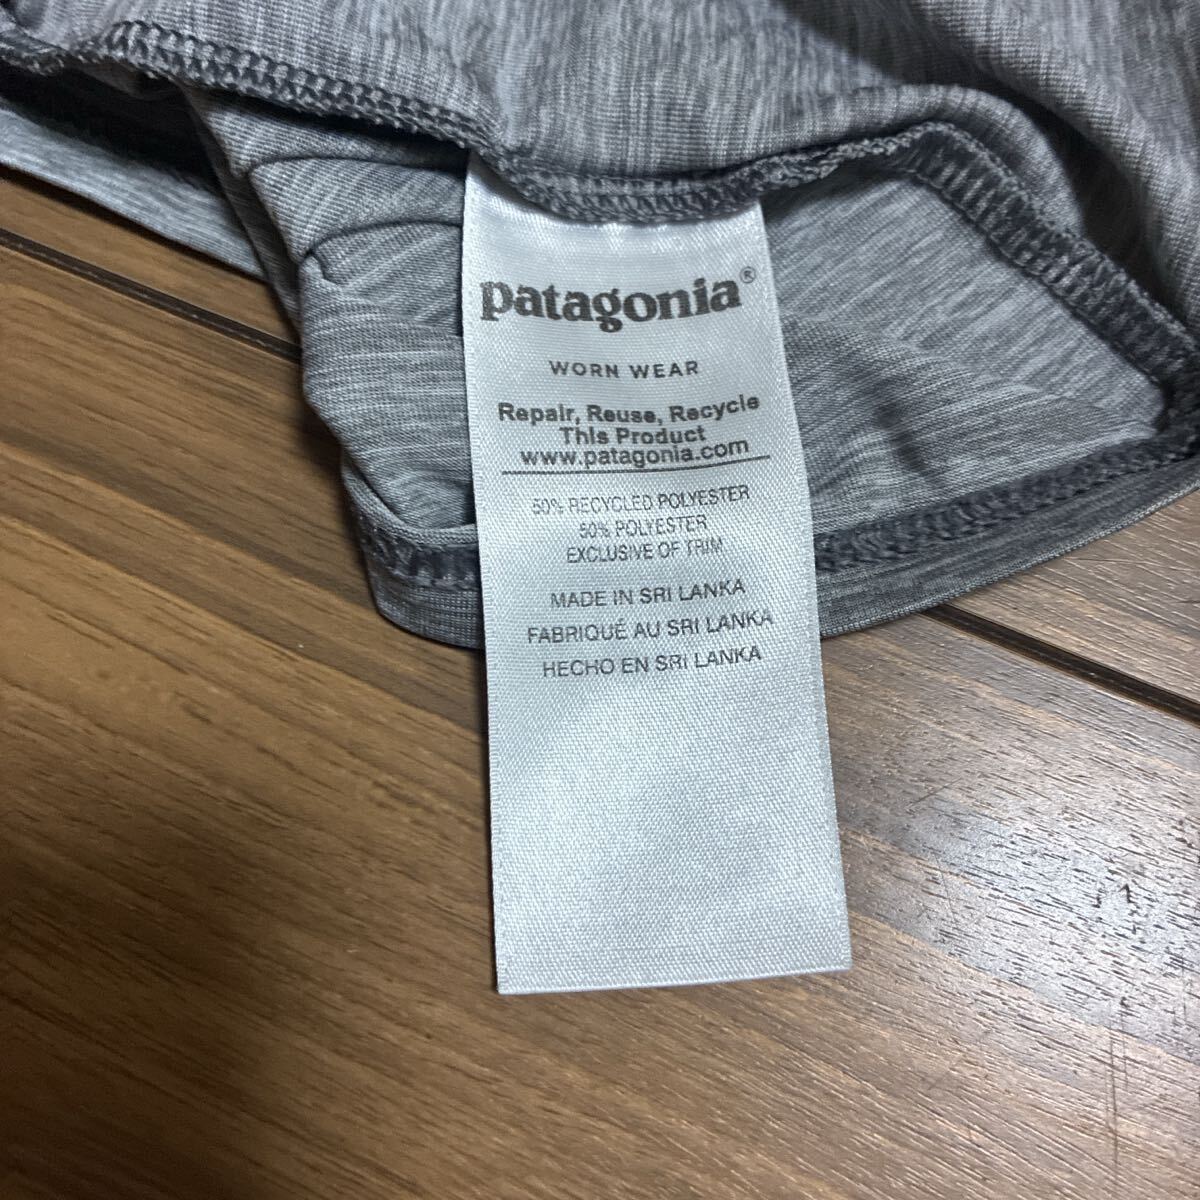 patagonia®
WORN WEAR
Repair, Reuse, Recycle
This Product
www.patagonia.com
50% RECYCLED POLYESTER
50% POLYESTER
EXCLUSIVE OF TRIM
MADE IN SRI LANKA
FABRIQUÉ AU SRI LANKA
HECHO EN SRI LANKA